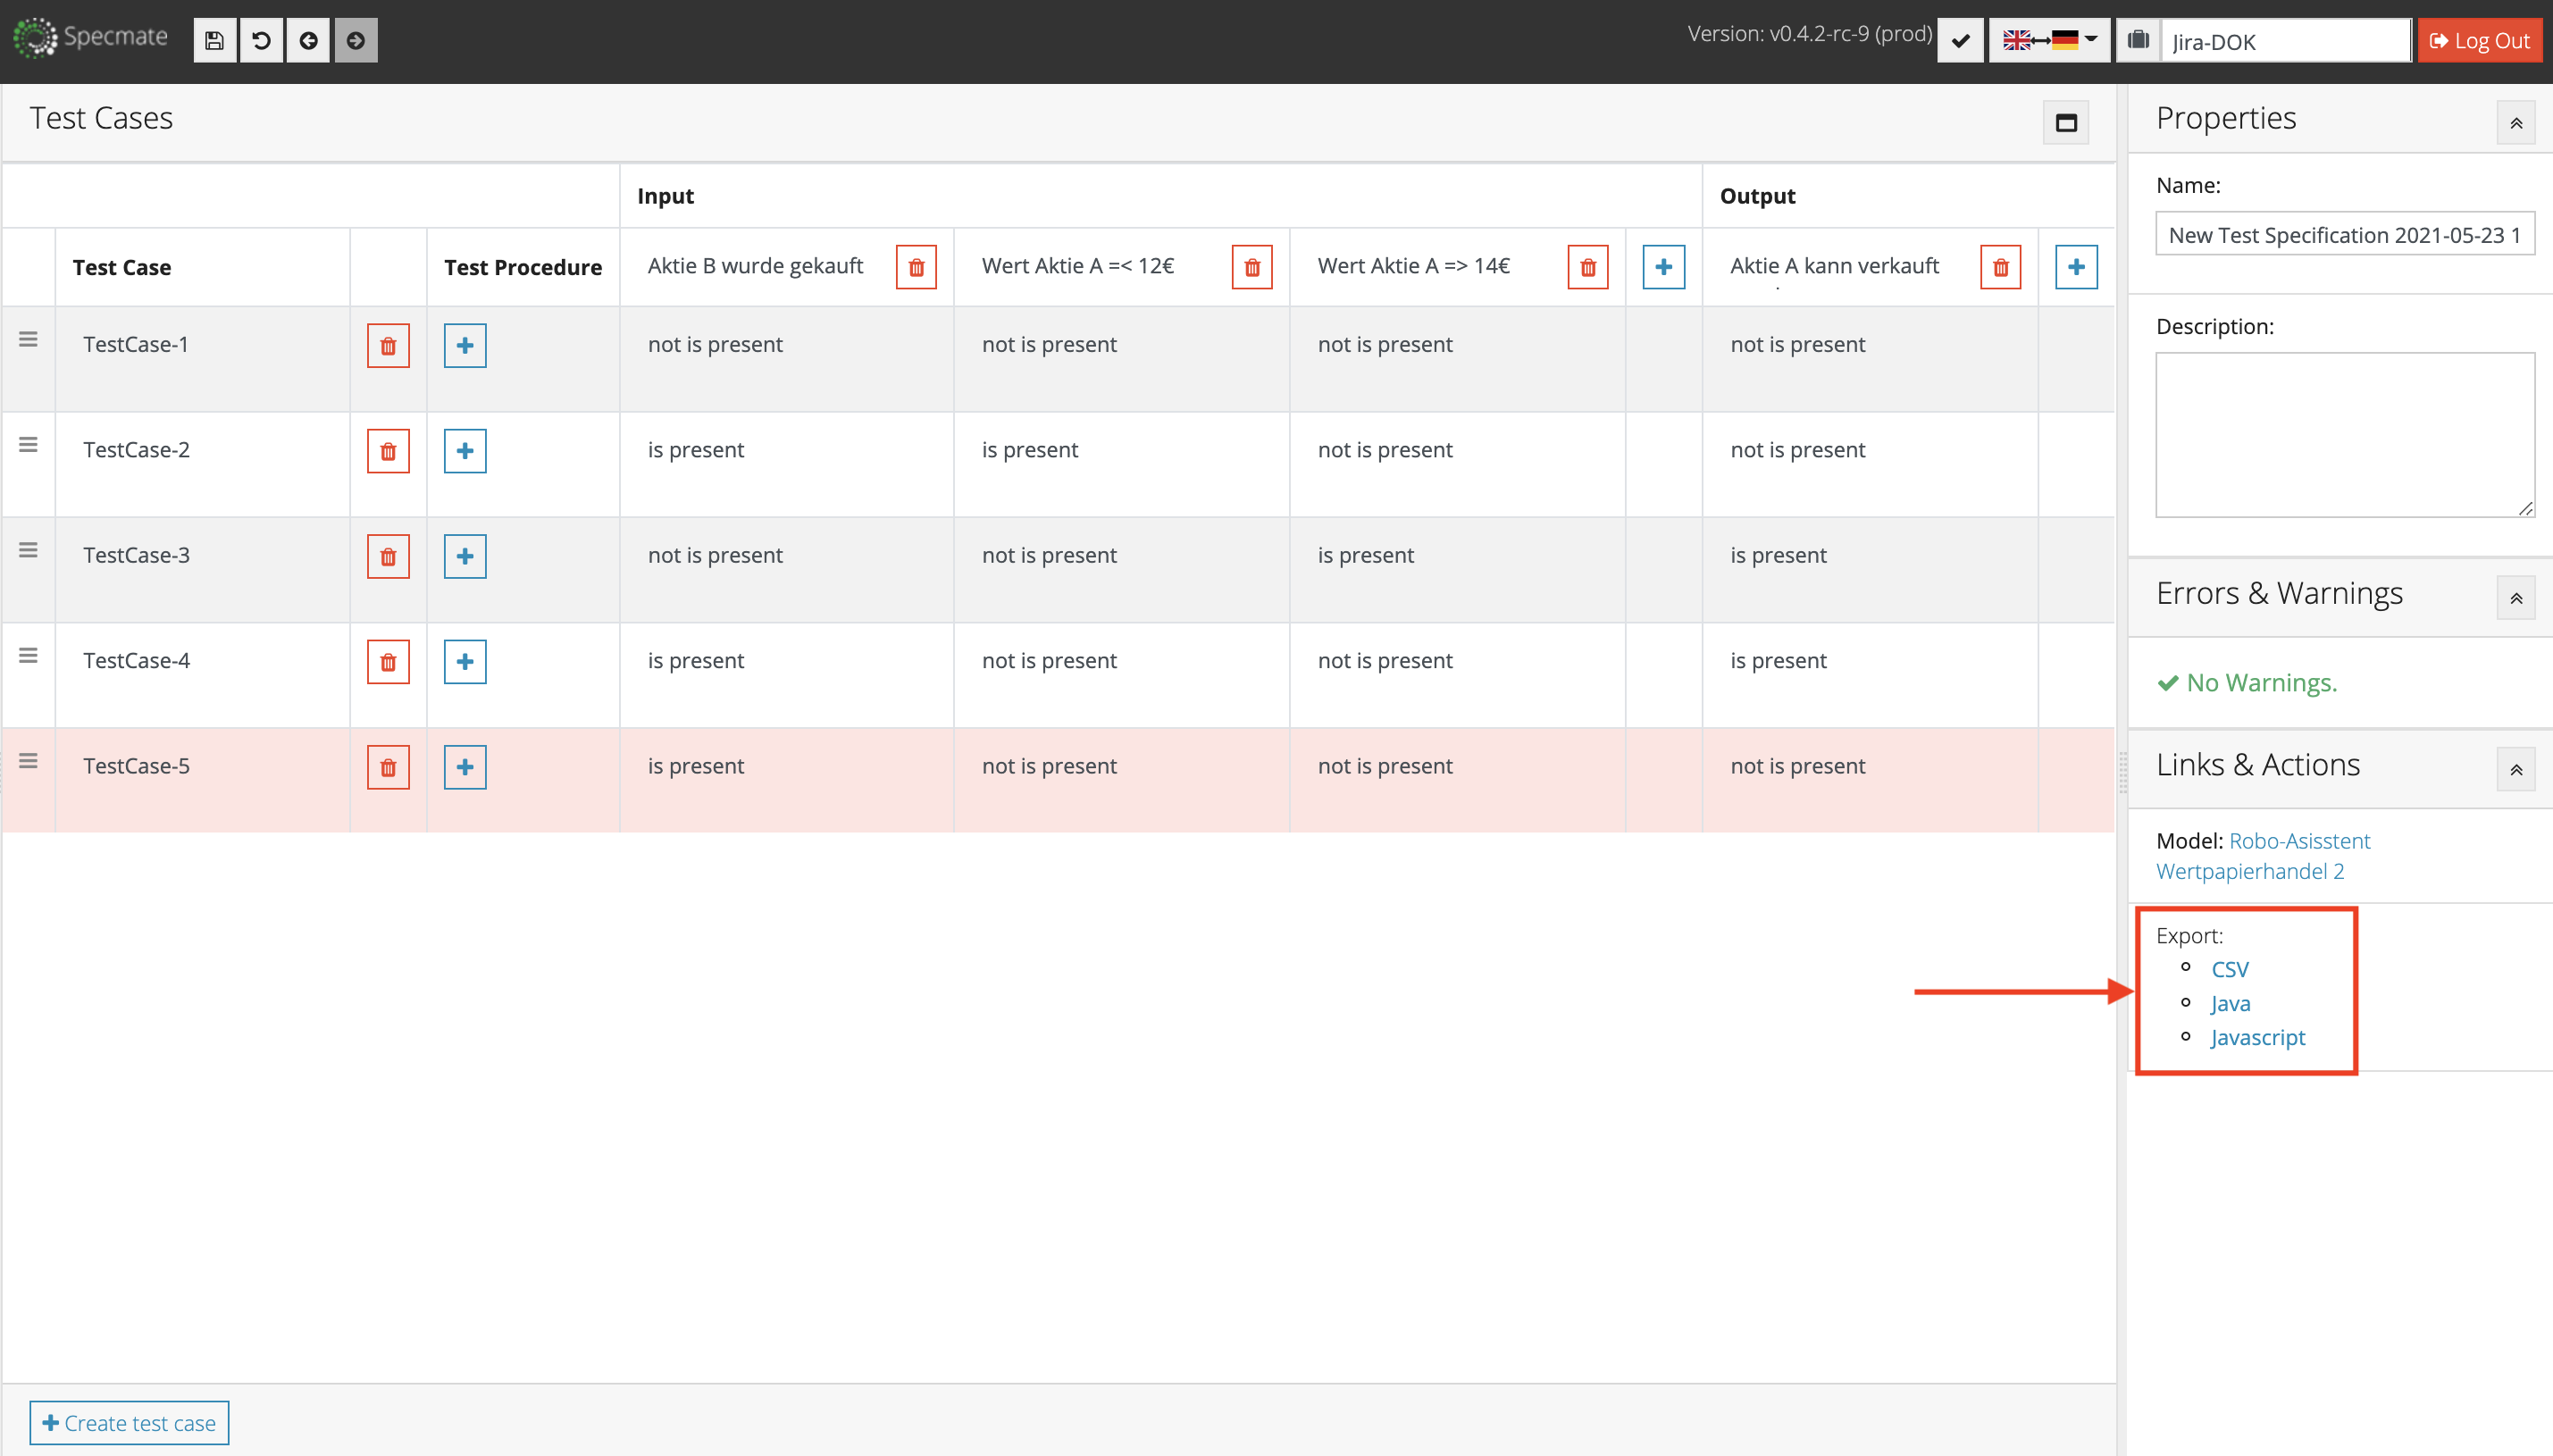 Specmate
Version: v0.4.2-rc-9 (prod)
Jira-DOK
Log Out
Test Cases
Input
Output
Test Case
Test Procedure
Aktie B wurde gekauft
Wert Aktie A =< 12€
Wert Aktie A => 14€
Aktie A kann verkauft
TestCase-1
not is present
not is present
not is present
not is present
TestCase-2
is present
is present
not is present
not is present
TestCase-3
not is present
not is present
is present
is present
TestCase-4
is present
not is present
not is present
is present
TestCase-5
is present
not is present
not is present
not is present
Create test case
Properties
Name:
New Test Specification 2021-05-23 1
Description:
Errors & Warnings
No Warnings.
Links & Actions
Model: Robo-Asisstent
Wertpapierhandel 2
Export:
CSV
Java
Javascript